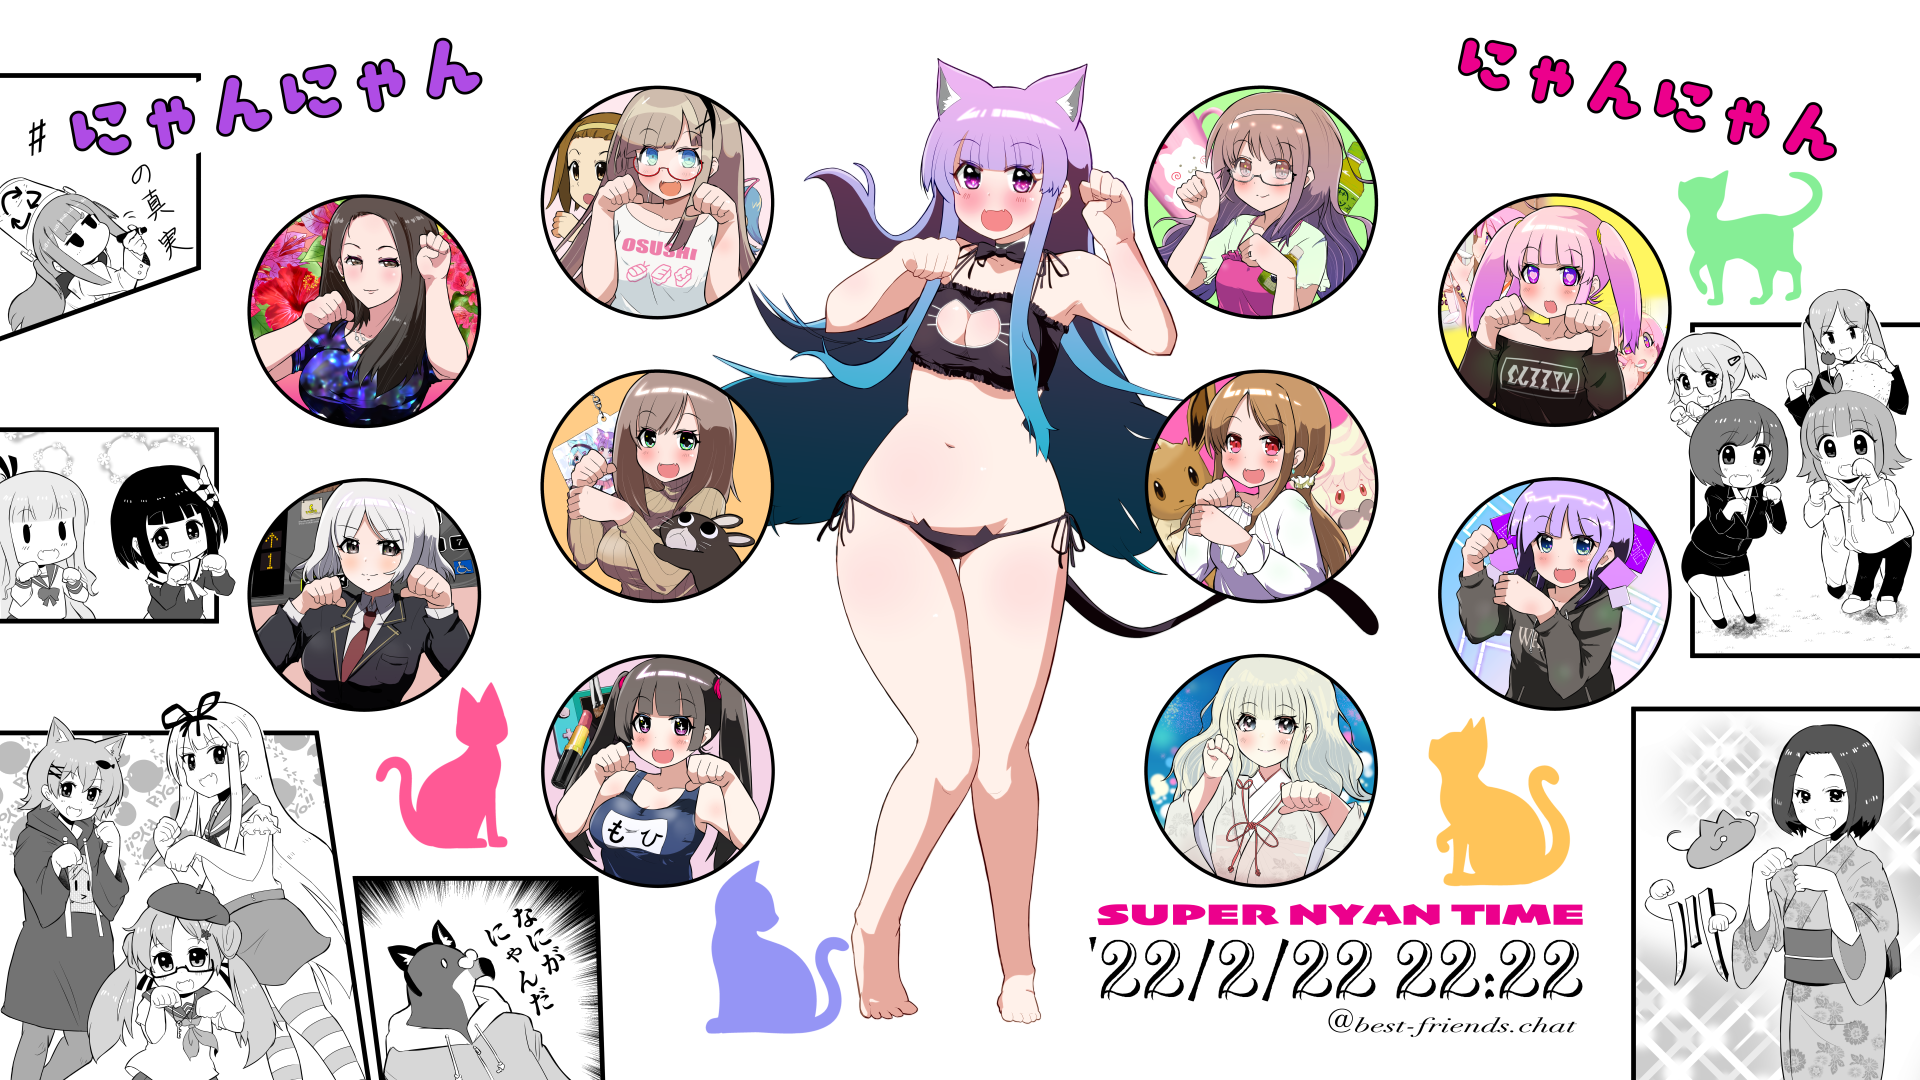 #にゃんにゃん
の真実
にゃんにゃん
OSUSHI
もひ
なにが
にゃんだ
SUPER NYAN TIME
'22/2/22 22:22
@best-friends.chat